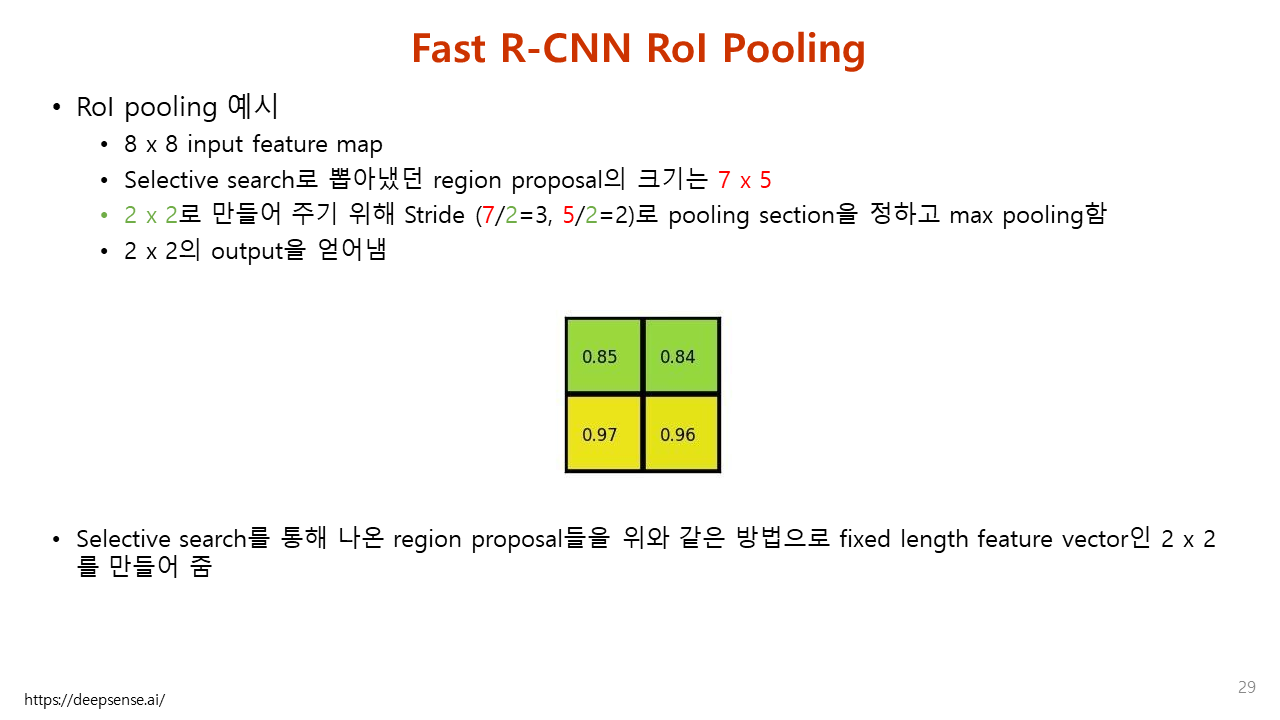 Fast R-CNN RoI Pooling
• RoI pooling 예시
• 8 x 8 input feature map
• Selective search로 뽑아냈던 region proposal의 크기는 7 x 5
• 2 x 2로 만들어 주기 위해 Stride (7/2=3, 5/2=2)로 pooling section을 정하고 max pooling함
• 2 x 2의 output을 얻어냄
0.85 0.84
0.97 0.96
• Selective search를 통해 나온 region proposal들을 위와 같은 방법으로 fixed length feature vector인 2 x 2
를 만들어 줌
29
https://deepsense.ai/